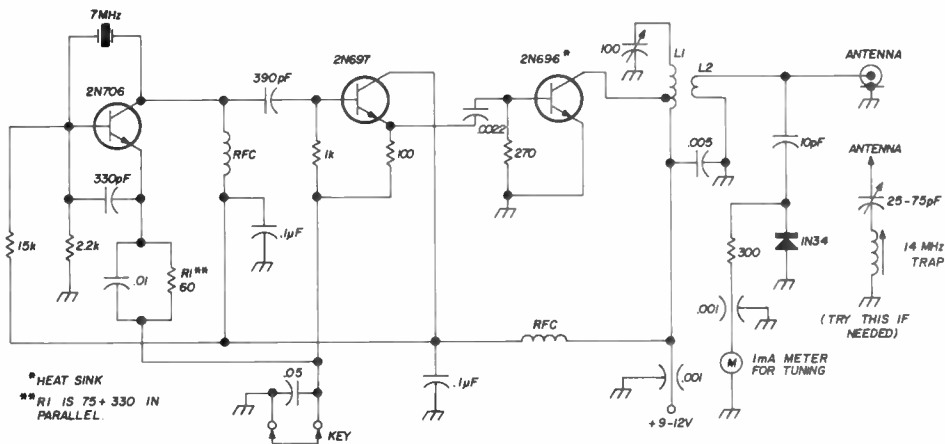 7MHz
2N706
390pF
2N697
2N696*
100
L1
L2
ANTENNA
330pF
RFC
1k
100
.0022
270
.005
10pF
ANTENNA
25-75pF
15k
2.2k
.01
R1**
60
.1µF
300
1N34
14 MHz
TRAP
.001
(TRY THIS IF
NEEDED)
RFC
M
1mA METER
FOR TUNING
*HEAT SINK
**R1 IS 75+330 IN
PARALLEL.
.05
KEY
.1µF
.001
+9-12V